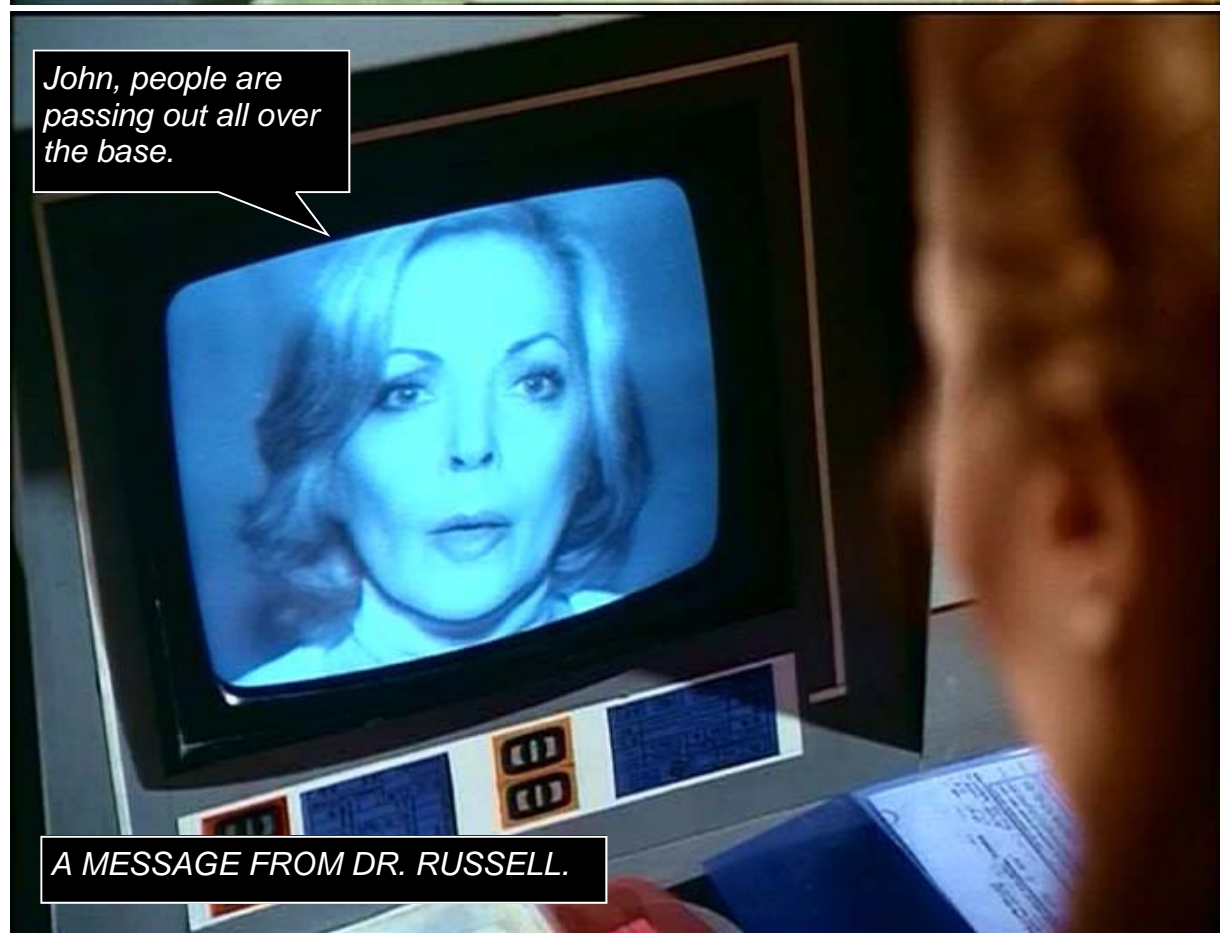 John, people are
passing out all over
the base.
A MESSAGE FROM DR. RUSSELL.